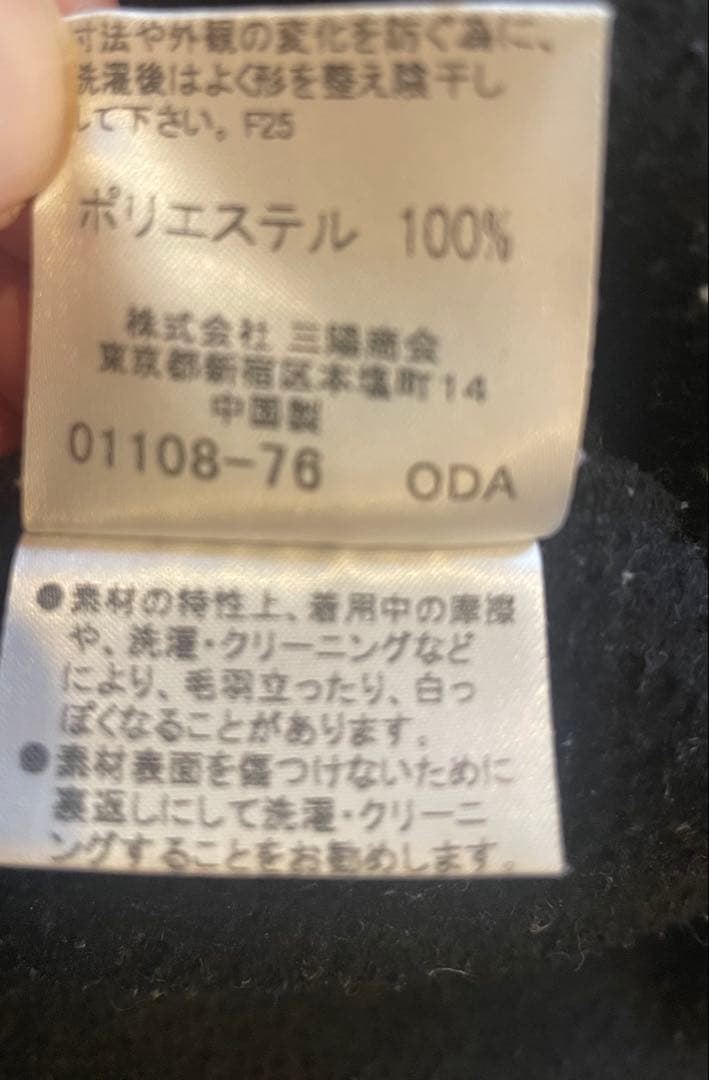 寸法や外観の変化を防ぐ為に、
洗濯後はよく形を整え陰干し
して下さい。F25
ポリエステル 100%
株式会社 三陽商会
東京都新宿区本塩町14
中国製
01108-76 ODA
●素材の特性上、着用中の摩擦
や、洗濯・クリーニングなど
により、毛羽立ったり、白っ
ぽくなることがあります。
●素材表面を傷つけないために
裏返しにして洗濯・クリーニ
ングすることをお勧めします。